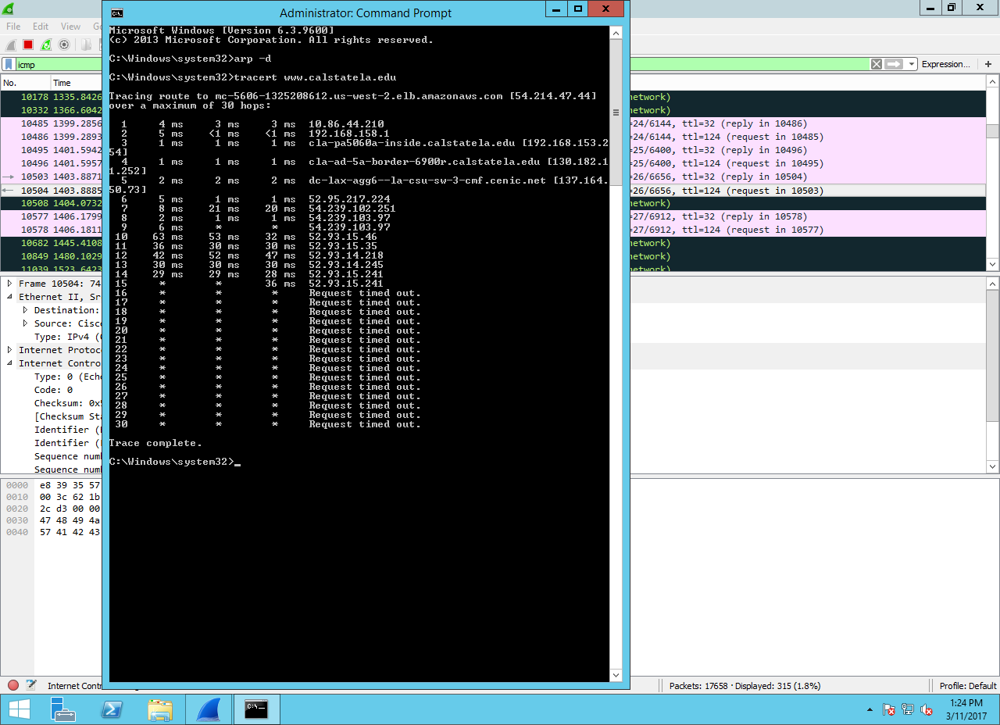 Administrator: Command Prompt
File Edit View Go
icmp
Expression... +
No. Time
10178 1335.8426
10332 1366.6042
10485 1399.2856
10486 1399.2893
10495 1401.5942
10496 1401.5957
10503 1403.8871
10504 1403.8885
10508 1404.0732
10577 1406.1799
10578 1406.1811
10682 1445.4108
10849 1480.1029
11039 1523.6423
Microsoft Windows [Version 6.3.9600]
(c) 2013 Microsoft Corporation. All rights reserved.
C:\Windows\system32>arp -d
C:\Windows\system32>tracert www.calstatela.edu
Tracing route to mc-5606-1325208612.us-west-2.elb.amazonaws.com [54.214.47.44]
over a maximum of 30 hops:
1 4 ms 3 ms 3 ms 10.86.44.210
2 5 ms <1 ms <1 ms 192.168.158.1
3 1 ms 1 ms 1 ms cla-pa5060a-inside.calstatela.edu [192.168.153.2
54]
4 1 ms 1 ms 1 ms cla-ad-5a-border-6900r.calstatela.edu [130.182.1
1.252]
5 2 ms 2 ms 2 ms dc-lax-agg6--la-csu-sw-3-cmf.cenic.net [137.164.
50.73]
6 5 ms 1 ms 1 ms 52.95.217.224
7 8 ms 21 ms 20 ms 54.239.102.251
8 2 ms 1 ms 1 ms 54.239.103.97
9 6 ms * * 54.239.103.97
10 63 ms 53 ms 32 ms 52.93.15.46
11 36 ms 30 ms 30 ms 52.93.15.35
12 42 ms 52 ms 47 ms 52.93.14.218
13 30 ms 30 ms 30 ms 52.93.14.245
14 29 ms 29 ms 28 ms 52.93.15.241
15 * * 36 ms 52.93.15.241
16 * * * Request timed out.
17 * * * Request timed out.
18 * * * Request timed out.
19 * * * Request timed out.
20 * * * Request timed out.
21 * * * Request timed out.
22 * * * Request timed out.
23 * * * Request timed out.
24 * * * Request timed out.
25 * * * Request timed out.
26 * * * Request timed out.
27 * * * Request timed out.
28 * * * Request timed out.
29 * * * Request timed out.
30 * * * Request timed out.
Trace complete.
C:\Windows\system32>_
network)
network)
=24/6144, ttl=32 (reply in 10486)
=24/6144, ttl=124 (request in 10485)
=25/6400, ttl=32 (reply in 10496)
=25/6400, ttl=124 (request in 10495)
=26/6656, ttl=32 (reply in 10504)
=26/6656, ttl=124 (request in 10503)
network)
=27/6912, ttl=32 (reply in 10578)
=27/6912, ttl=124 (request in 10577)
network)
network)
network)
Frame 10504: 74
Ethernet II, Sr
Destination:
Source: Cisco
Type: IPv4 (
Internet Protoc
Internet Contro
Type: 0 (Echo
Code: 0
Checksum: 0x
[Checksum Sta
Identifier (
Identifier (
Sequence num
Sequence num
0000 e8 39 35 57
0010 00 3c 62 1b
0020 2c d3 00 00
0030 47 48 49 4a
0040 57 41 42 43
Internet Contr
Packets: 17658 · Displayed: 315 (1.8%)
Profile: Default
1:24 PM
3/11/2017